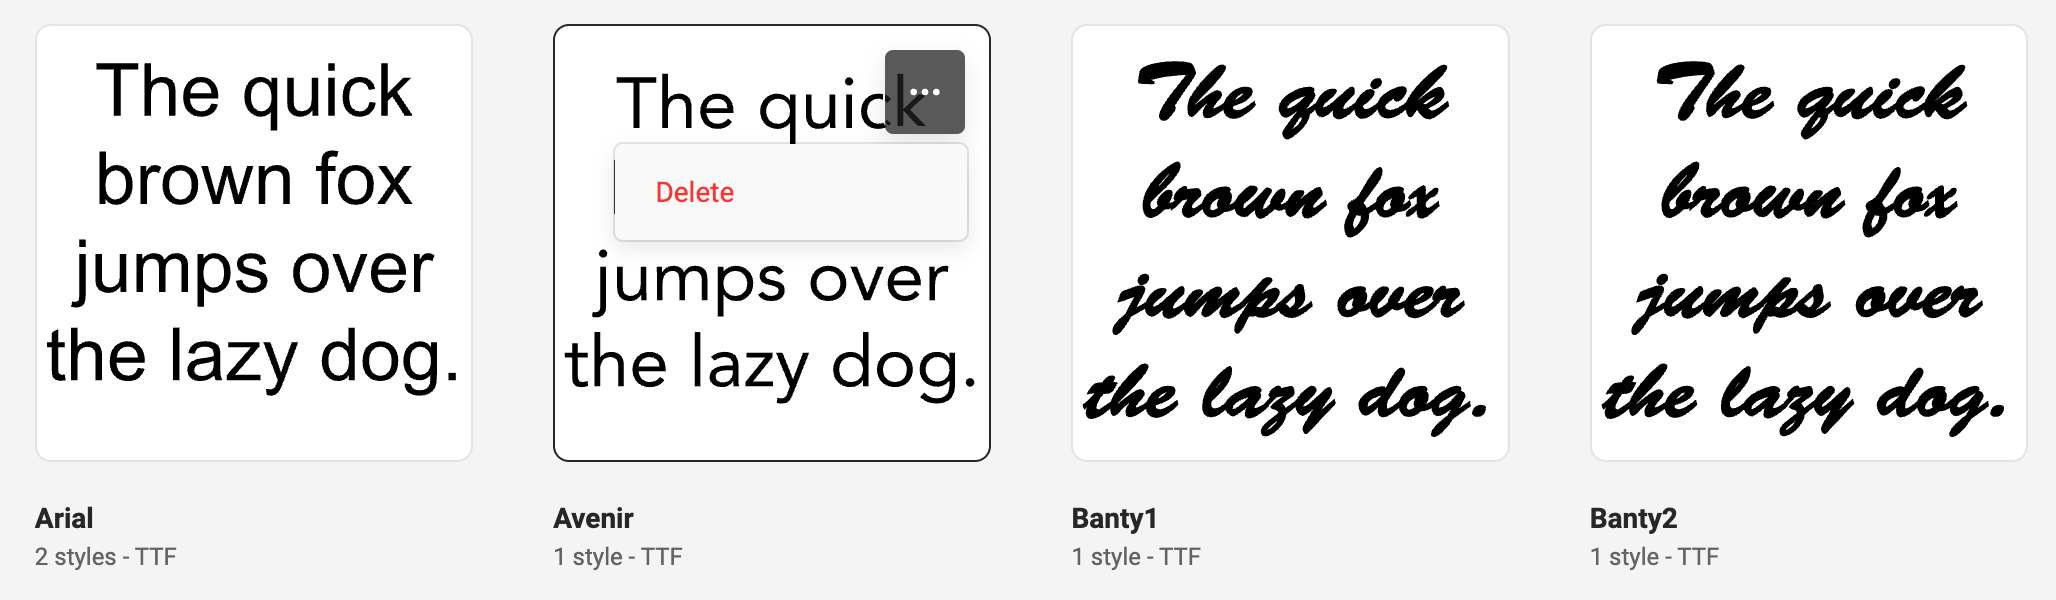 The quick
brown fox
jumps over
the lazy dog.
Arial
2 styles - TTF
The quick
Delete
jumps over
the lazy dog.
Avenir
1 style - TTF
The quick
brown fox
jumps over
the lazy dog.
Banty1
1 style - TTF
The quick
brown fox
jumps over
the lazy dog.
Banty2
1 style - TTF